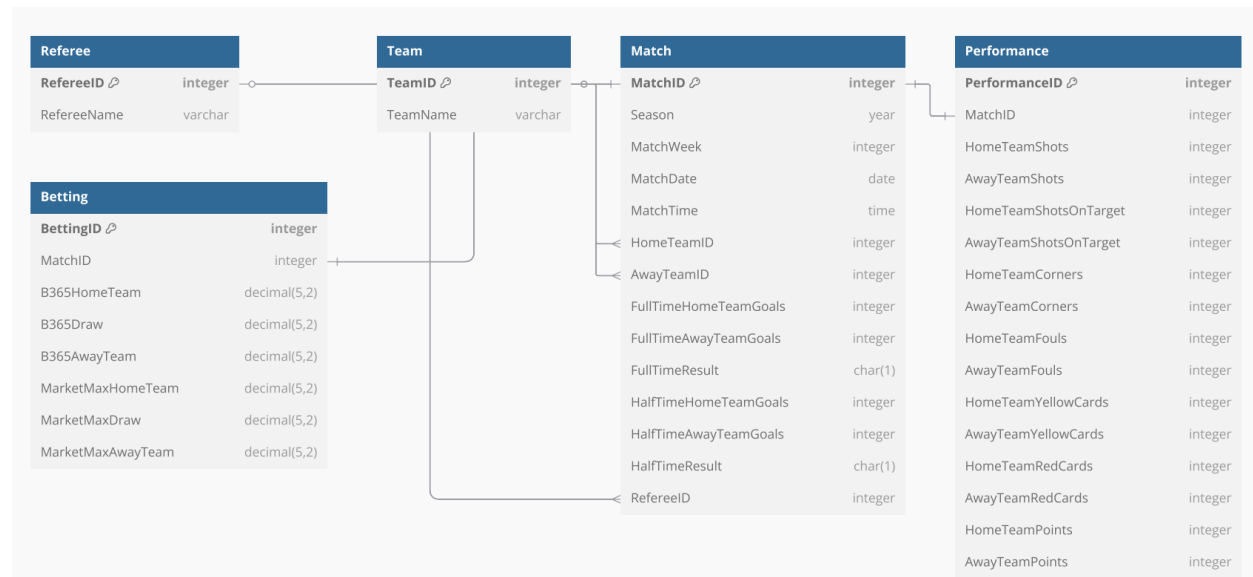 Referee
RefereeID integer
RefereeName varchar
Team
TeamID integer
TeamName varchar
Match
MatchID integer
Season year
MatchWeek integer
MatchDate date
MatchTime time
HomeTeamID integer
AwayTeamID integer
FullTimeHomeTeamGoals integer
FullTimeAwayTeamGoals integer
FullTimeResult char(1)
HalfTimeHomeTeamGoals integer
HalfTimeAwayTeamGoals integer
HalfTimeResult char(1)
RefereeID integer
Performance
PerformanceID integer
MatchID integer
HomeTeamShots integer
AwayTeamShots integer
HomeTeamShotsOnTarget integer
AwayTeamShotsOnTarget integer
HomeTeamCorners integer
AwayTeamCorners integer
HomeTeamFouls integer
AwayTeamFouls integer
HomeTeamYellowCards integer
AwayTeamYellowCards integer
HomeTeamRedCards integer
AwayTeamRedCards integer
HomeTeamPoints integer
AwayTeamPoints integer
Betting
BettingID integer
MatchID integer
B365HomeTeam decimal(5,2)
B365Draw decimal(5,2)
B365AwayTeam decimal(5,2)
MarketMaxHomeTeam decimal(5,2)
MarketMaxDraw decimal(5,2)
MarketMaxAwayTeam decimal(5,2)